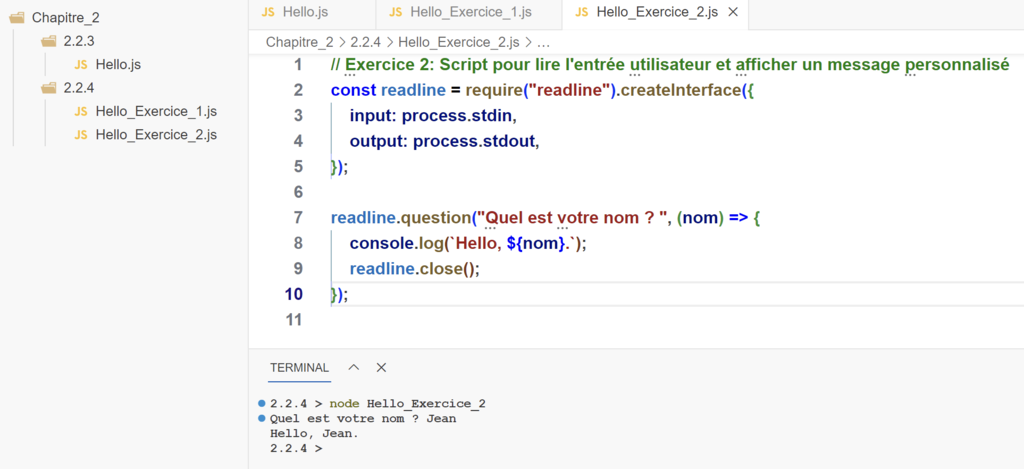 Chapitre_2
2.2.3
JS Hello.js
2.2.4
JS Hello_Exercice_1.js
JS Hello_Exercice_2.js
JS Hello.js JS Hello_Exercice_1.js JS Hello_Exercice_2.js ×
Chapitre_2 > 2.2.4 > Hello_Exercice_2.js > ...
1 // Exercice 2: Script pour lire l'entrée utilisateur et afficher un message personnalisé
2 const readline = require("readline").createInterface({
3 input: process.stdin,
4 output: process.stdout,
5 });
6
7 readline.question("Quel est votre nom ? ", (nom) => {
8 console.log(`Hello, ${nom}.`);
9 readline.close();
10 });
11
TERMINAL
2.2.4 > node Hello_Exercice_2
Quel est votre nom ? Jean
Hello, Jean.
2.2.4 >